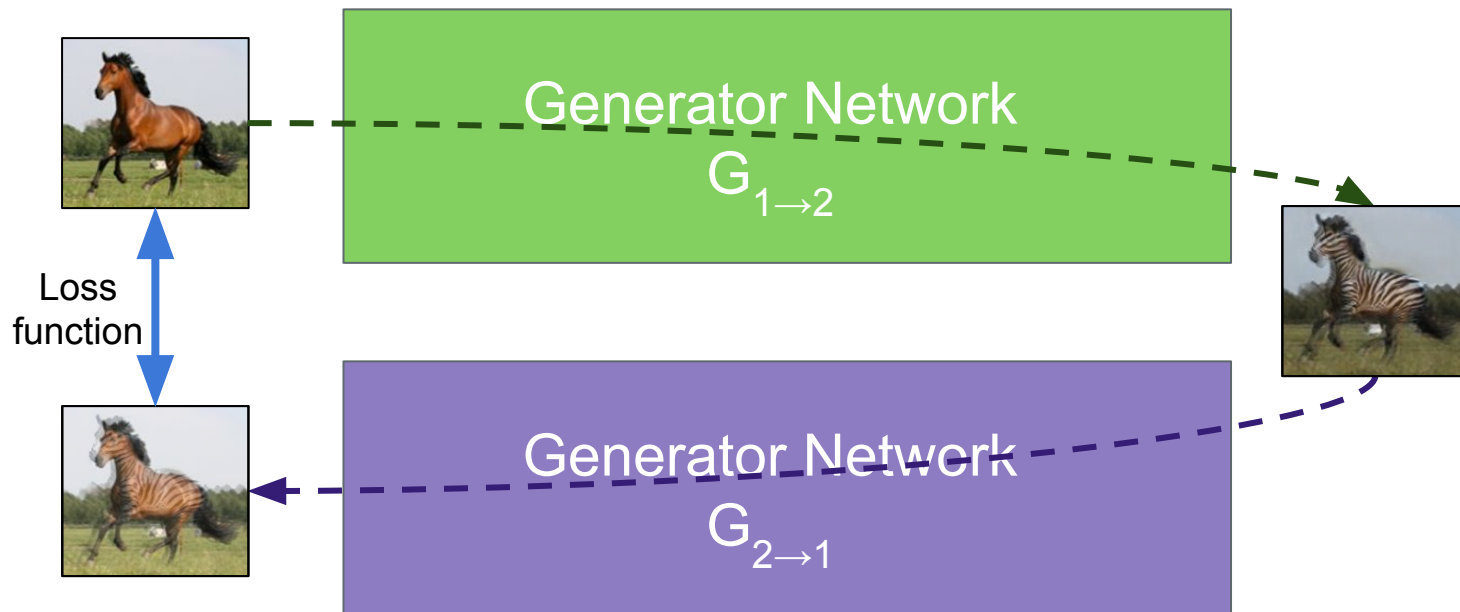 Generator Network
G1→2
Loss
function
Generator Network
G2→1